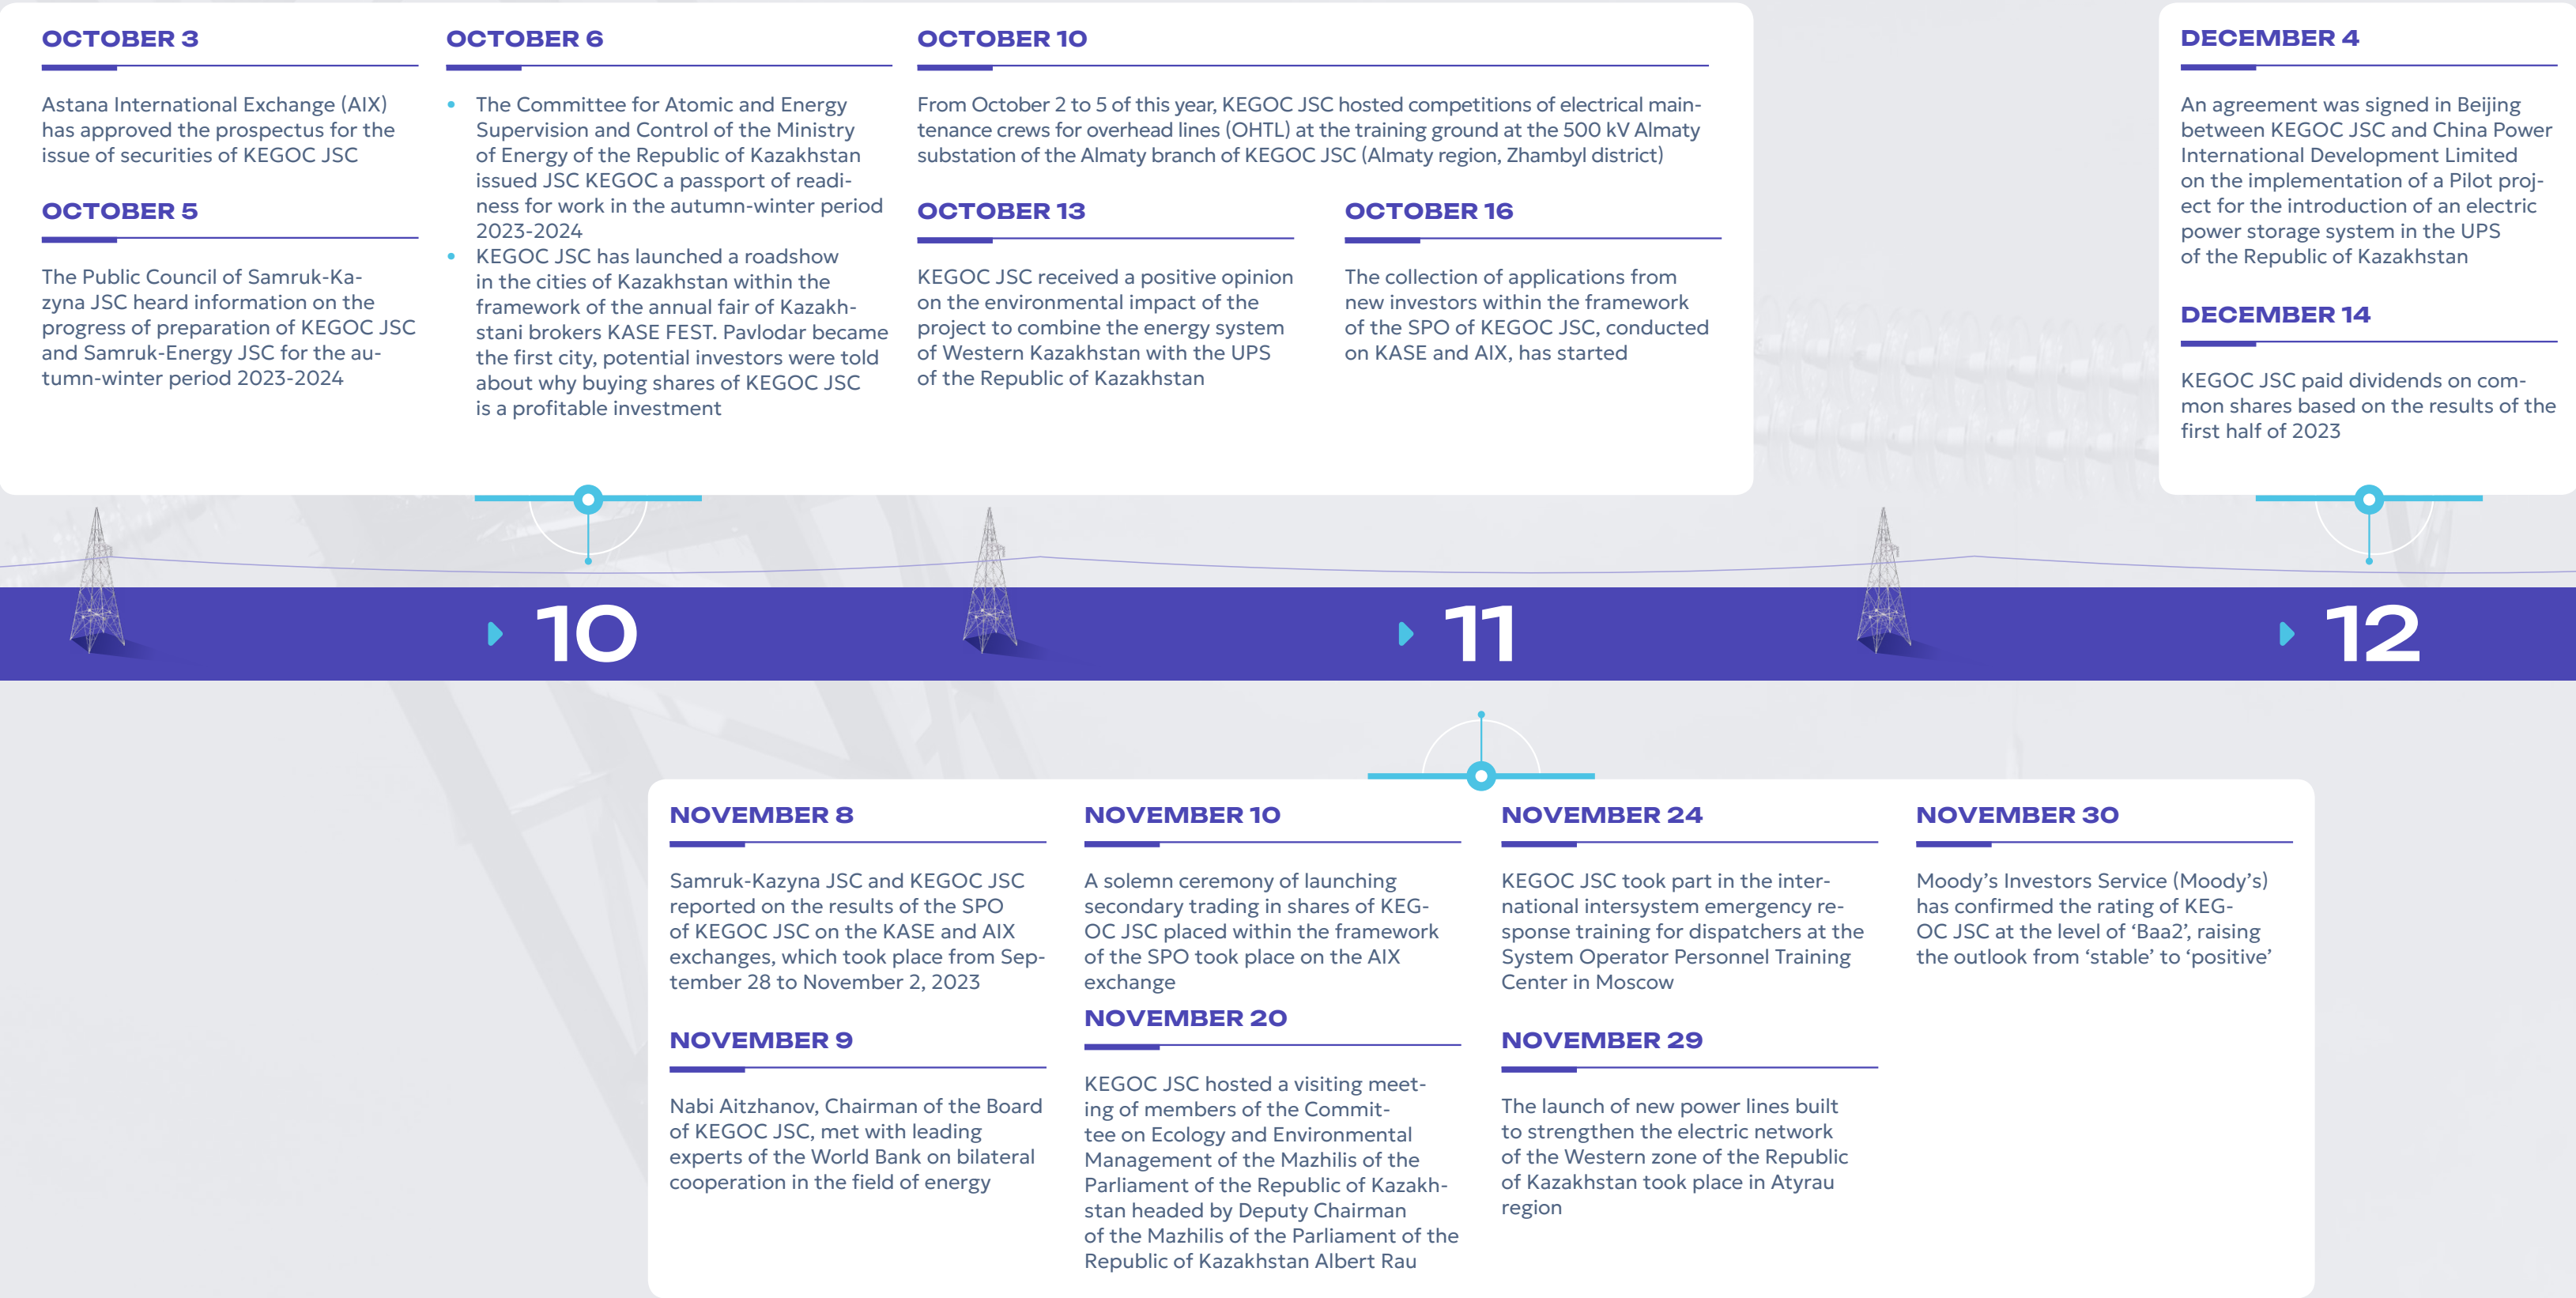 OCTOBER 3
Astana International Exchange (AIX)
has approved the prospectus for the
issue of securities of KEGOC JSC
OCTOBER 5
The Public Council of Samruk-Ka-
zyna JSC heard information on the
progress of preparation of KEGOC JSC
and Samruk-Energy JSC for the au-
tumn-winter period 2023-2024
OCTOBER 6
• The Committee for Atomic and Energy
Supervision and Control of the Ministry
of Energy of the Republic of Kazakhstan
issued JSC KEGOC a passport of readi-
ness for work in the autumn-winter period
2023-2024
• KEGOC JSC has launched a roadshow
in the cities of Kazakhstan within the
framework of the annual fair of Kazakh-
stani brokers KASE FEST. Pavlodar became
the first city, potential investors were told
about why buying shares of KEGOC JSC
is a profitable investment
OCTOBER 10
From October 2 to 5 of this year, KEGOC JSC hosted competitions of electrical main-
tenance crews for overhead lines (OHTL) at the training ground at the 500 kV Almaty
substation of the Almaty branch of KEGOC JSC (Almaty region, Zhambyl district)
OCTOBER 13
KEGOC JSC received a positive opinion
on the environmental impact of the
project to combine the energy system
of Western Kazakhstan with the UPS
of the Republic of Kazakhstan
OCTOBER 16
The collection of applications from
new investors within the framework
of the SPO of KEGOC JSC, conducted
on KASE and AIX, has started
DECEMBER 4
An agreement was signed in Beijing
between KEGOC JSC and China Power
International Development Limited
on the implementation of a Pilot proj-
ect for the introduction of an electric
power storage system in the UPS
of the Republic of Kazakhstan
DECEMBER 14
KEGOC JSC paid dividends on com-
mon shares based on the results of the
first half of 2023
10
11
12
NOVEMBER 8
Samruk-Kazyna JSC and KEGOC JSC
reported on the results of the SPO
of KEGOC JSC on the KASE and AIX
exchanges, which took place from Sep-
tember 28 to November 2, 2023
NOVEMBER 9
Nabi Aitzhanov, Chairman of the Board
of KEGOC JSC, met with leading
experts of the World Bank on bilateral
cooperation in the field of energy
NOVEMBER 10
A solemn ceremony of launching
secondary trading in shares of KEG-
OC JSC placed within the framework
of the SPO took place on the AIX
exchange
NOVEMBER 20
KEGOC JSC hosted a visiting meet-
ing of members of the Commit-
tee on Ecology and Environmental
Management of the Mazhilis of the
Parliament of the Republic of Kazakh-
stan headed by Deputy Chairman
of the Mazhilis of the Parliament of the
Republic of Kazakhstan Albert Rau
NOVEMBER 24
KEGOC JSC took part in the inter-
national intersystem emergency re-
sponse training for dispatchers at the
System Operator Personnel Training
Center in Moscow
NOVEMBER 29
The launch of new power lines built
to strengthen the electric network
of the Western zone of the Republic
of Kazakhstan took place in Atyrau
region
NOVEMBER 30
Moody's Investors Service (Moody's)
has confirmed the rating of KEG-
OC JSC at the level of ‘Baa2’, raising
the outlook from ‘stable’ to ‘positive’